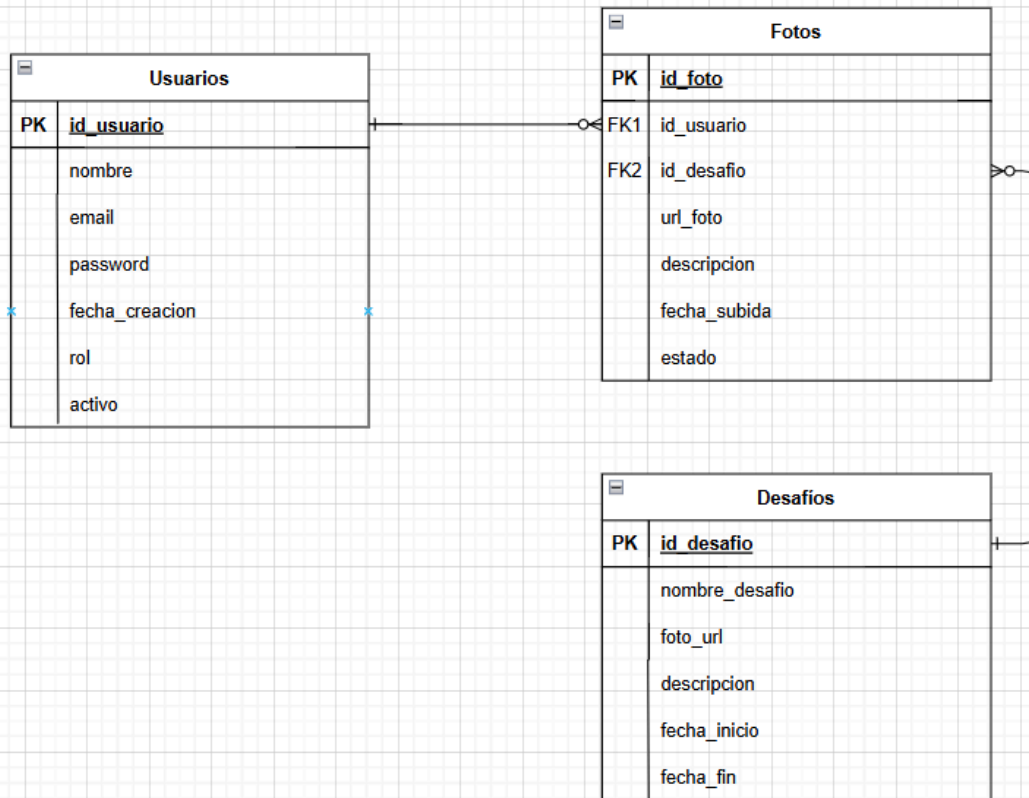 Usuarios
PK id_usuario
nombre
email
password
fecha_creacion
rol
activo
Fotos
PK id_foto
FK1 id_usuario
FK2 id_desafio
url_foto
descripcion
fecha_subida
estado
Desafíos
PK id_desafio
nombre_desafio
foto_url
descripcion
fecha_inicio
fecha_fin